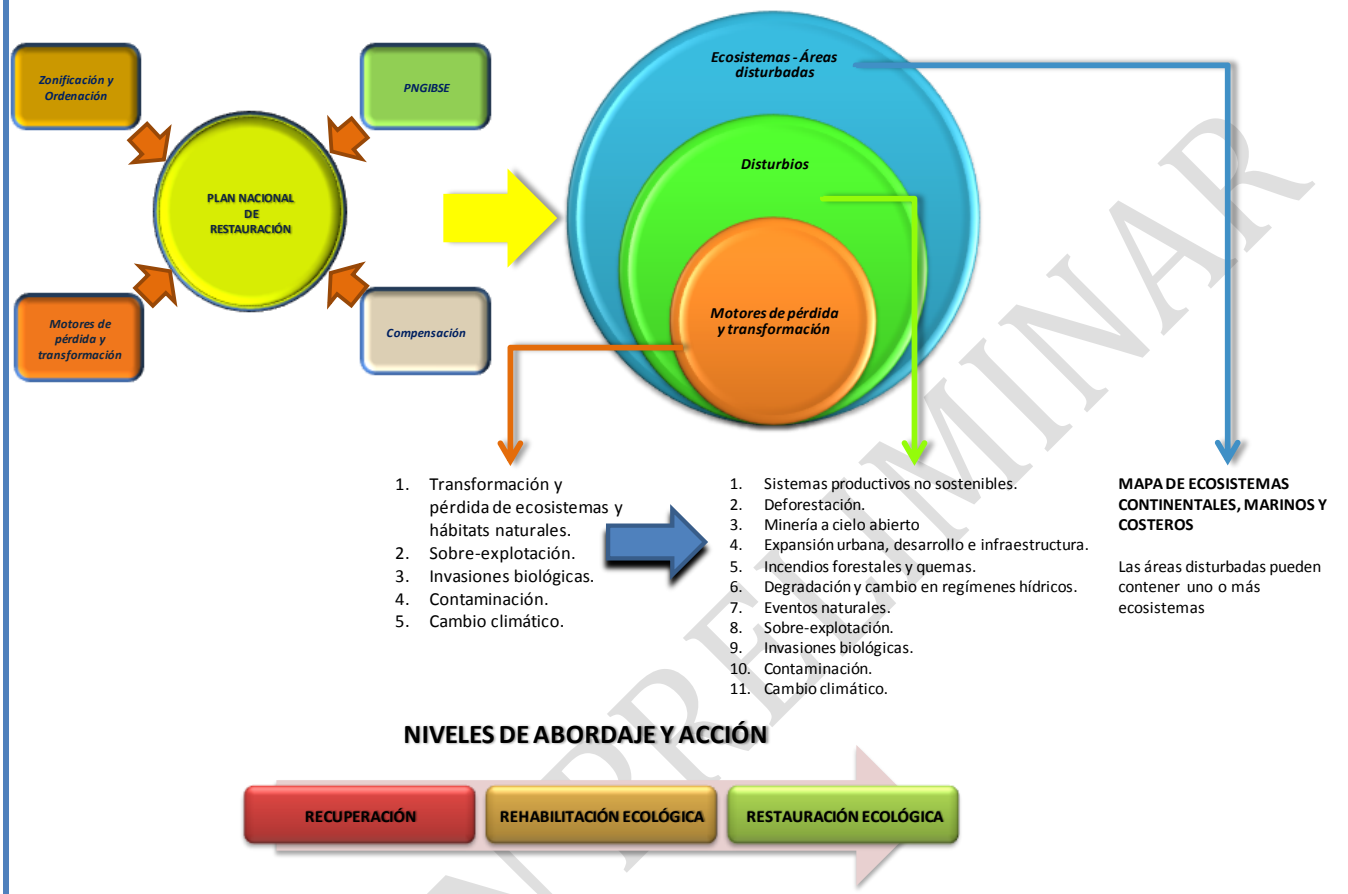 Zonificación y
Ordenación
PNGIBSE
PLAN NACIONAL
DE
RESTAURACIÓN
Motores de
pérdida y
transformación
Compensación
Ecosistemas - Áreas
disturbadas
Disturbios
Motores de pérdida
y transformación
1. Transformación y
pérdida de ecosistemas y
hábitats naturales.
2. Sobre-explotación.
3. Invasiones biológicas.
4. Contaminación.
5. Cambio climático.
1. Sistemas productivos no sostenibles.
2. Deforestación.
3. Minería a cielo abierto
4. Expansión urbana, desarrollo e infraestructura.
5. Incendios forestales y quemas.
6. Degradación y cambio en regímenes hídricos.
7. Eventos naturales.
8. Sobre-explotación.
9. Invasiones biológicas.
10. Contaminación.
11. Cambio climático.
MAPA DE ECOSISTEMAS
CONTINENTALES, MARINOS Y
COSTEROS
Las áreas disturbadas pueden
contener uno o más
ecosistemas
NIVELES DE ABORDAJE Y ACCIÓN
RECUPERACIÓN
REHABILITACIÓN ECOLÓGICA
RESTAURACIÓN ECOLÓGICA
N PRELIMINAR